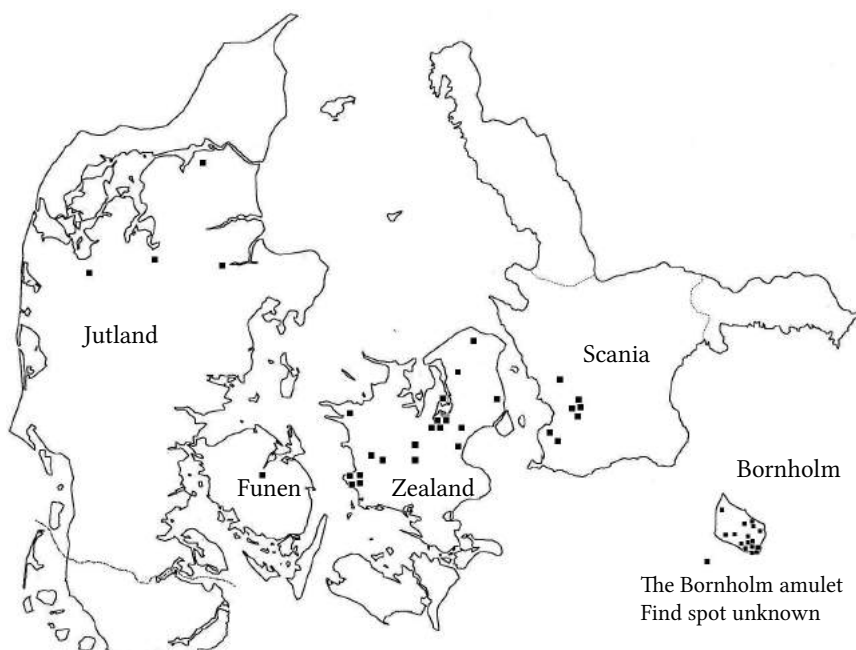 Jutland
Scania
Funen
Zealand
Bornholm
The Bornholm amulet
Find spot unknown